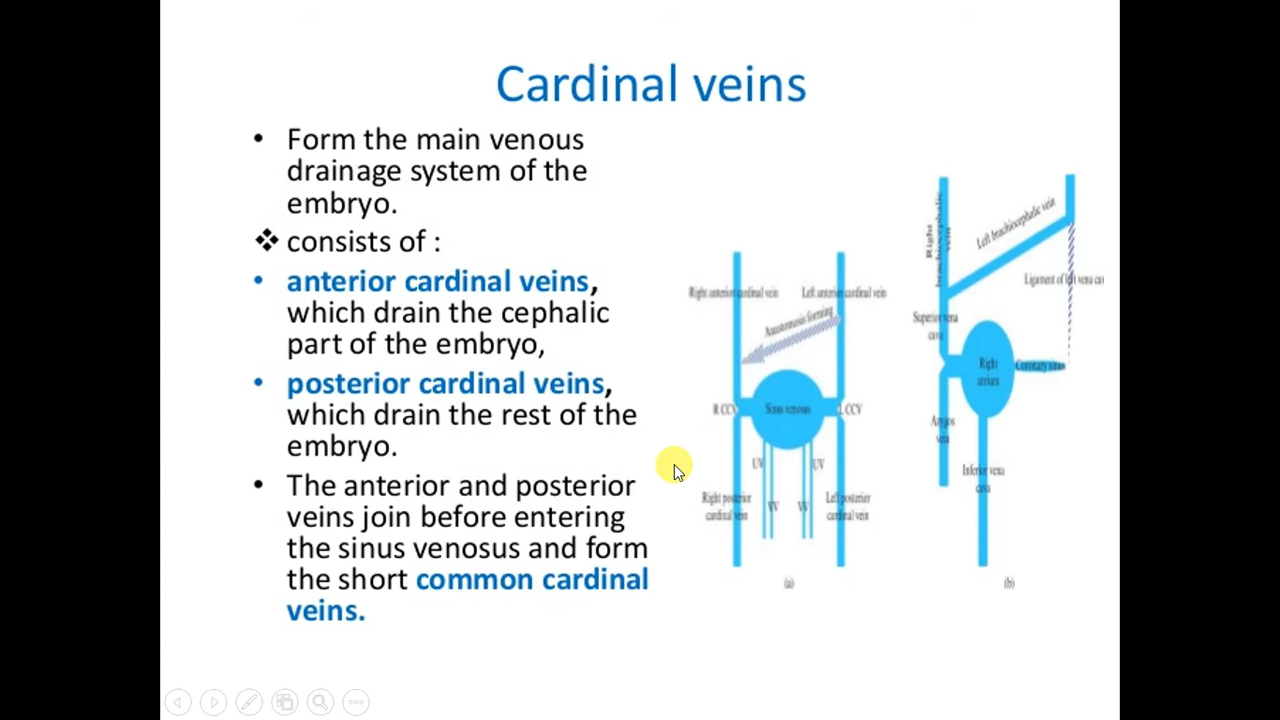 Cardinal veins
• Form the main venous
drainage system of the
embryo.
❖ consists of :
• anterior cardinal veins,
which drain the cephalic
part of the embryo,
• posterior cardinal veins,
which drain the rest of the
embryo.
• The anterior and posterior
veins join before entering
the sinus venosus and form
the short common cardinal
veins.
Right anterior cardinal vein
Left anterior cardinal vein
Anastomosis forming
R CCV
Sinus venosus
L CCV
UV
UV
Right posterior
cardinal vein
VV
VV
Left posterior
cardinal vein
(a)
Right
brachiocephalic
vein
Left brachiocephalic vein
Ligament of left vena cav
Superior vena
cava
Right
atrium
Coronary sinus
Azygos
vena
Inferior vena
cava
(b)